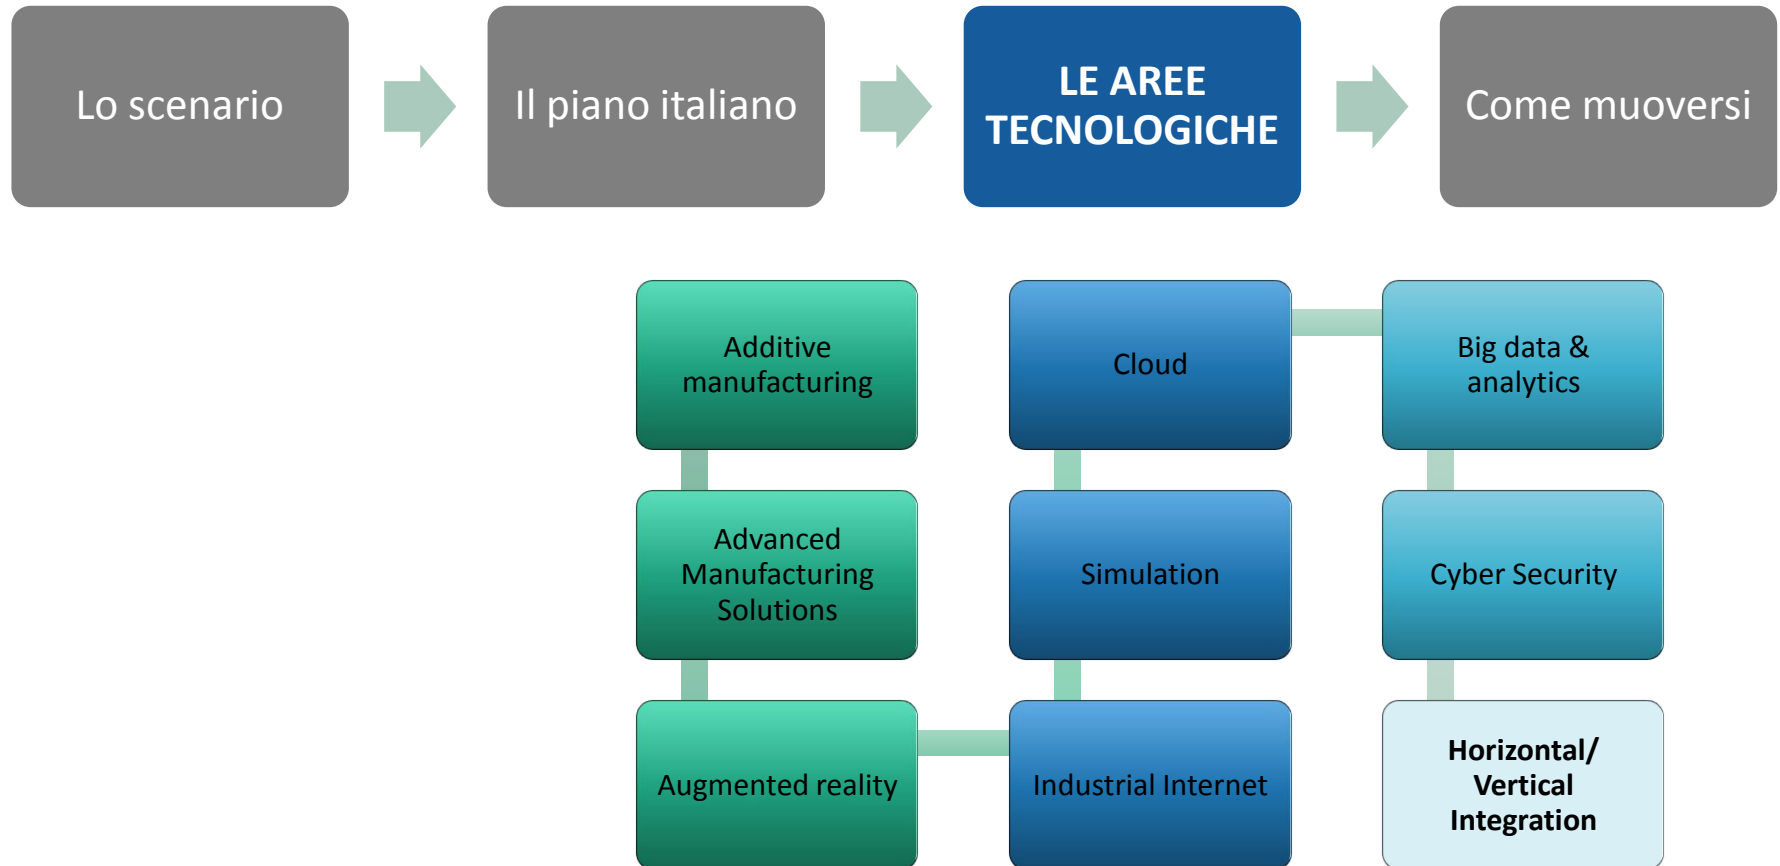 Lo scenario
Il piano italiano
LE AREE
TECNOLOGICHE
Come muoversi
Additive
manufacturing
Advanced
Manufacturing
Solutions
Augmented reality
Cloud
Simulation
Industrial Internet
Big data &
analytics
Cyber Security
Horizontal/
Vertical
Integration